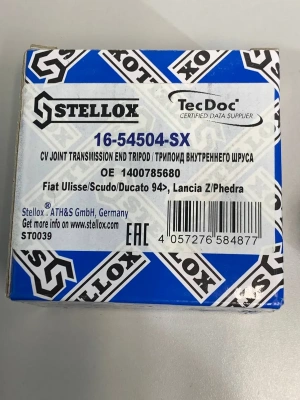 STELLOX
TecDoc
CERTIFIED DATA SUPPLIER
16-54504-SX
CV JOINT TRANSMISSION END TRIPOD | ТРИПОИД ВНУТРЕННЕГО ШРУСА
OE 1400785680
Fiat Ulisse/Scudo/Ducato 94>, Lancia Z/Phedra
Stellox® ATH&S GmbH, Germany
Get more info on www.stellox.com
ST0039
EAC
4 057276 584877